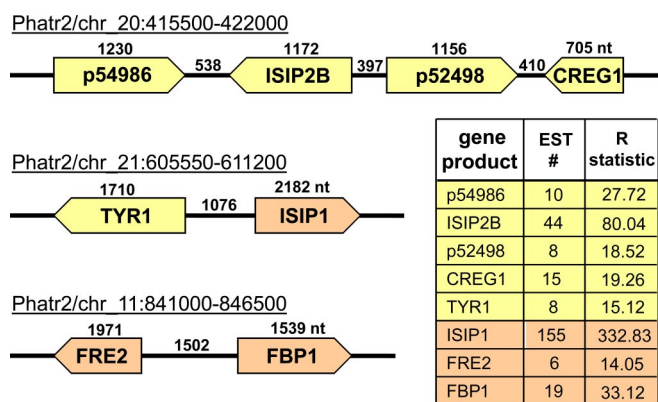 Phatr2/chr_20:415500-422000
1230 1172 1156 705 nt
p54986 538 ISIP2B 397 p52498 410 CREG1
Phatr2/chr_21:605550-611200
1710 2182 nt
TYR1 1076 ISIP1
Phatr2/chr_11:841000-846500
1971 1539 nt
FRE2 1502 FBP1
gene product EST # R statistic
p54986 10 27.72
ISIP2B 44 80.04
p52498 8 18.52
CREG1 15 19.26
TYR1 8 15.12
ISIP1 155 332.83
FRE2 6 14.05
FBP1 19 33.12